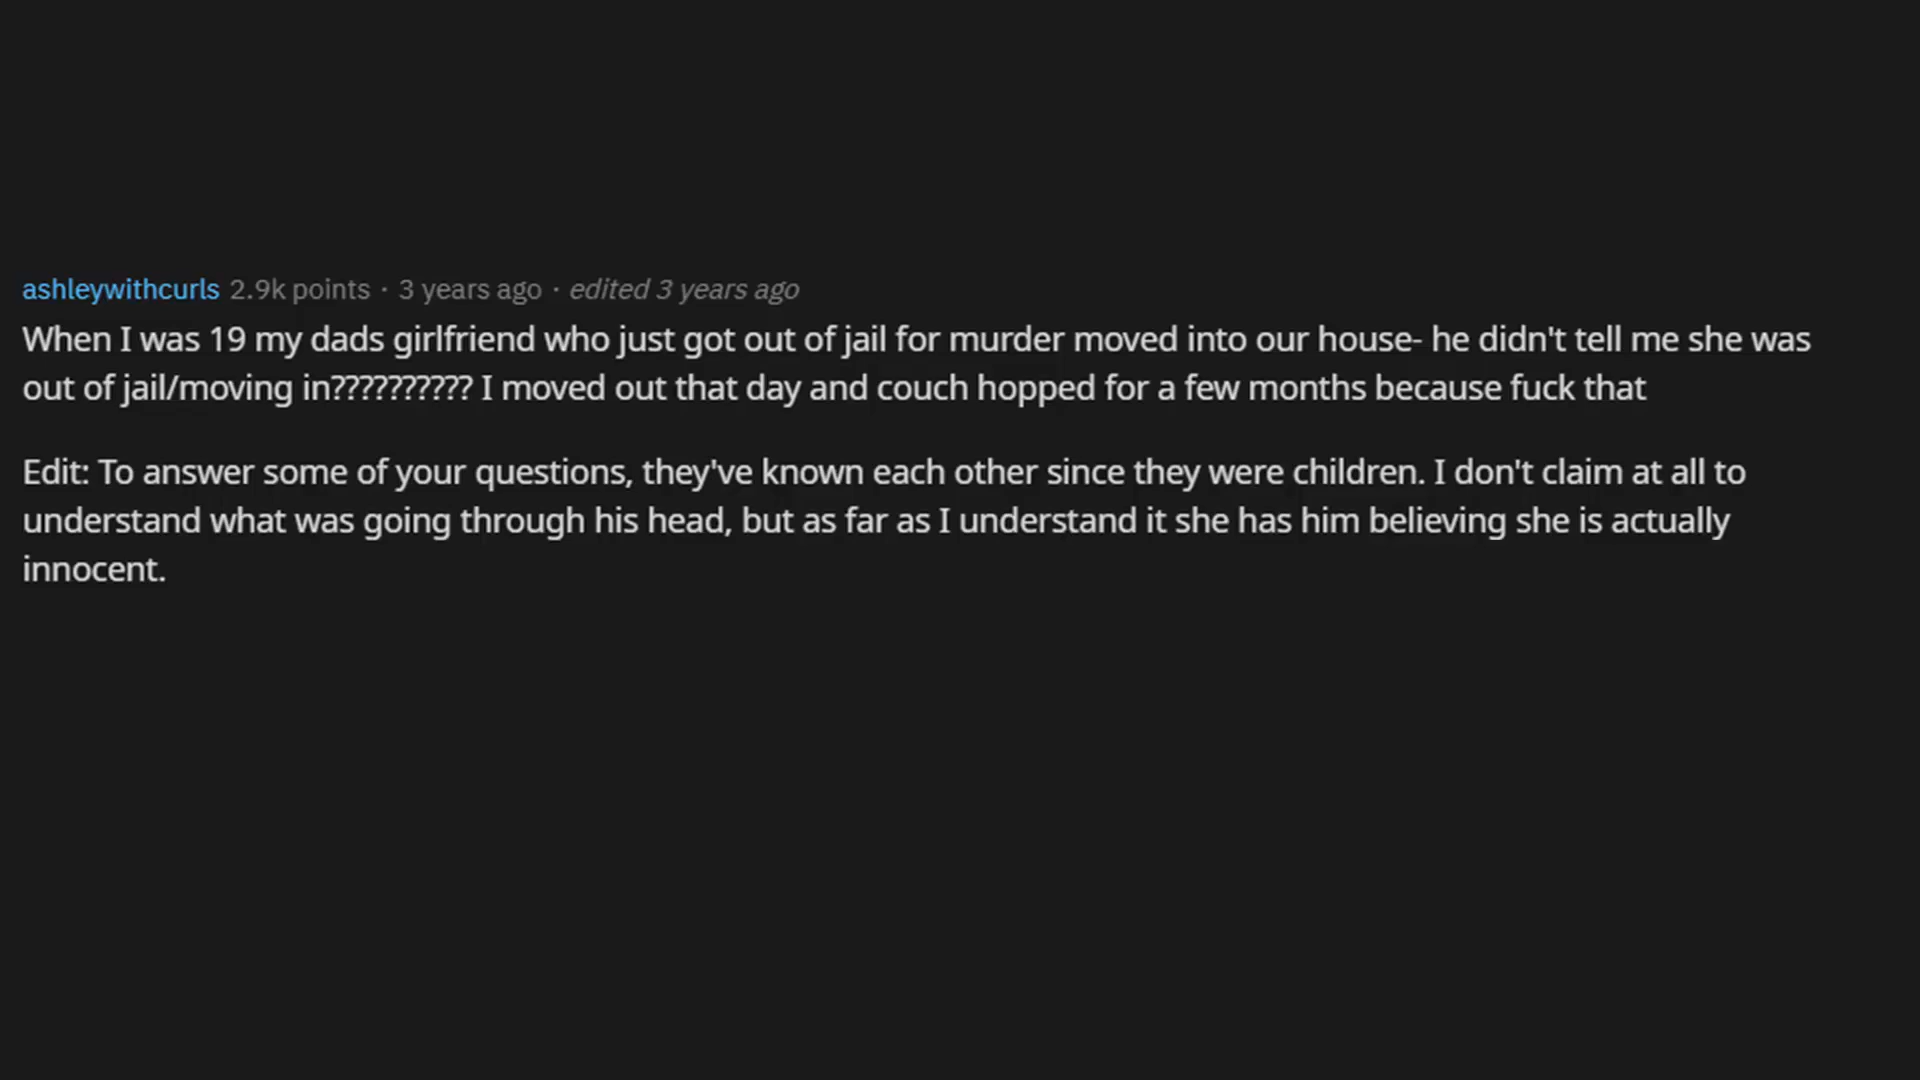 ashleywithcurls 2.9k points · 3 years ago · edited 3 years ago
When I was 19 my dads girlfriend who just got out of jail for murder moved into our house- he didn't tell me she was
out of jail/moving in?????????? I moved out that day and couch hopped for a few months because fuck that
Edit: To answer some of your questions, they've known each other since they were children. I don't claim at all to
understand what was going through his head, but as far as I understand it she has him believing she is actually
innocent.